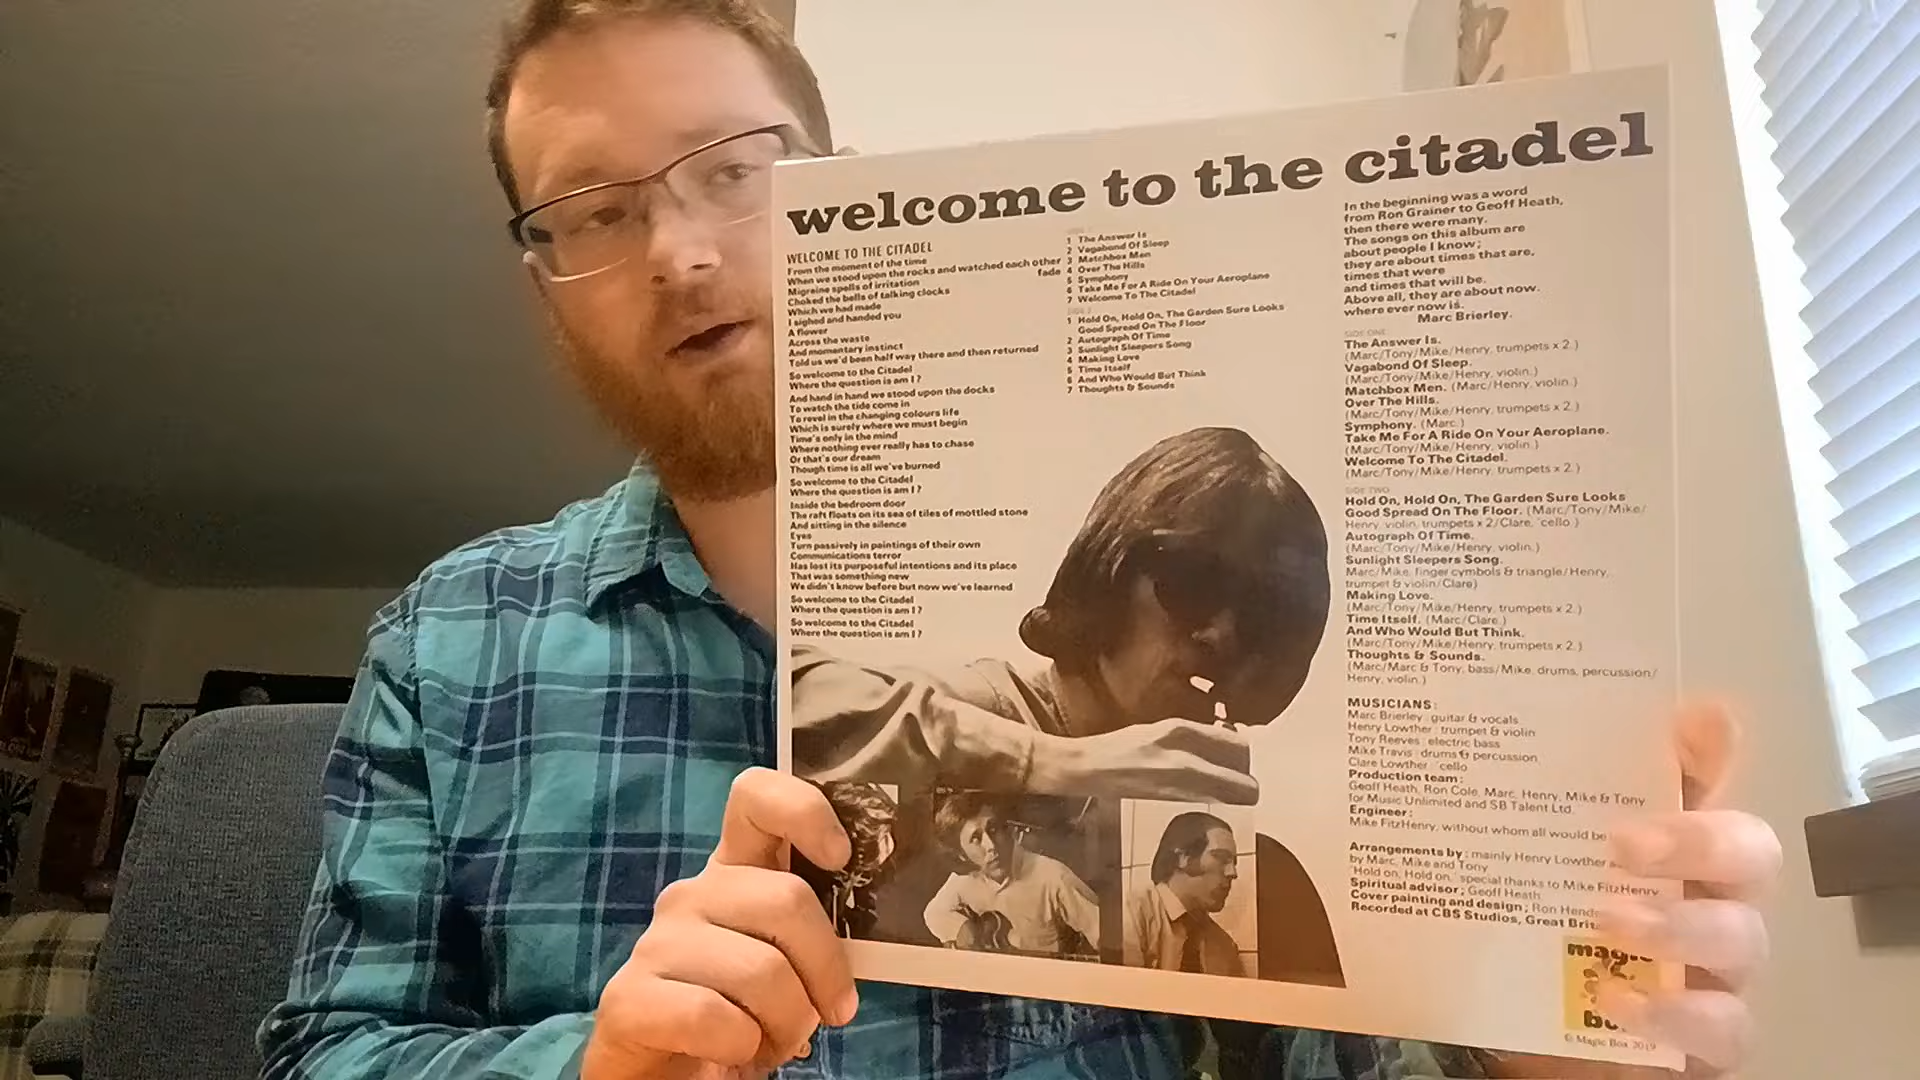 welcome to the citadel
WELCOME TO THE CITADEL
From the moment of the time
When we stood upon the rocks and watched each other
fade
Migreine spells of irritation
Choked the bells of talking clocks
Which we had made
I sighed and handed you
A flower
Across the waste
And momentary instinct
Told us we'd been half way there and then returned
So welcome to the Citadel
Where the question is am I?
And hand in hand we stood upon the docks
To watch the tide come in
To revel in the changing colours life
Which is surely where we must begin
Time's only in the mind
Where nothing ever really has to chase
Or that's our dream
Though time is all we've burned
So welcome to the Citadel
Where the question is am I?
Inside the bedroom door
The raft floats on its sea of tiles of mottled stone
And sitting in the silence
Eyes
Turn passively in paintings of their own
Communications terror
Has lost its purposeful intentions and its place
That was something new
We didn't know before but now we've learned
So welcome to the Citadel
Where the question is am I?
So welcome to the Citadel
Where the question is am I?
1 The Answer Is
2 Vagabond Of Sleep
3 Matchbox Men
4 Over The Hills
5 Symphony
6 Take Me For A Ride On Your Aeroplane
7 Welcome To The Citadel
1 Hold On, Hold On, The Garden Sure Looks
Good Spread On The Floor
2 Autograph Of Time
3 Sunlight Sleepers Song
4 Making Love
5 Time Itself
6 And Who Would But Think
7 Thoughts & Sounds
In the beginning was a word
from Ron Grainer to Geoff Heath,
then there were many.
The songs on this album are
about people I know;
they are about times that are,
times that were
and times that will be.
Above all, they are about now.
where ever now is.
Marc Brierley.
SIDE ONE
The Answer Is.
(Marc/Tony/Mike/Henry, trumpets x 2.)
Vagabond Of Sleep.
(Marc/Tony/Mike/Henry, violin.)
Matchbox Men. (Marc/Henry, violin.)
Over The Hills.
(Marc/Tony/Mike/Henry, trumpets x 2.)
Symphony. (Marc.)
Take Me For A Ride On Your Aeroplane.
(Marc/Tony/Mike/Henry, violin.)
Welcome To The Citadel.
(Marc/Tony/Mike/Henry, trumpets x 2.)
SIDE TWO
Hold On, Hold On, The Garden Sure Looks
Good Spread On The Floor. (Marc/Tony/Mike/
Henry, violin, trumpets x 2/Clare, 'cello.)
Autograph Of Time.
(Marc/Tony/Mike/Henry, violin.)
Sunlight Sleepers Song.
Marc/Mike, finger cymbols & triangle/Henry,
trumpet & violin/Clare)
Making Love.
(Marc/Tony/Mike/Henry, trumpets x 2.)
Time Itself. (Marc/Clare.)
And Who Would But Think.
(Marc/Tony/Mike/Henry, trumpets x 2.)
Thoughts & Sounds.
(Marc/Marc & Tony, bass/Mike, drums, percussion/
Henry, violin.)
MUSICIANS:
Marc Brierley : guitar & vocals
Henry Lowther : trumpet & violin
Tony Reeves : electric bass
Mike Travis : drums & percussion
Clare Lowther : 'cello
Production team:
Geoff Heath, Ron Cole, Marc, Henry, Mike & Tony
for Music Unlimited and SB Talent Ltd.
Engineer:
Mike FitzHenry, without whom all would be
Arrangements by: mainly Henry Lowther
by Marc, Mike and Tony
'Hold on, Hold on,' special thanks to Mike FitzHenry.
Spiritual advisor; Geoff Heath
Cover painting and design; Ron
Recorded at CBS Studios, Great
magic
© Magic Box 2019